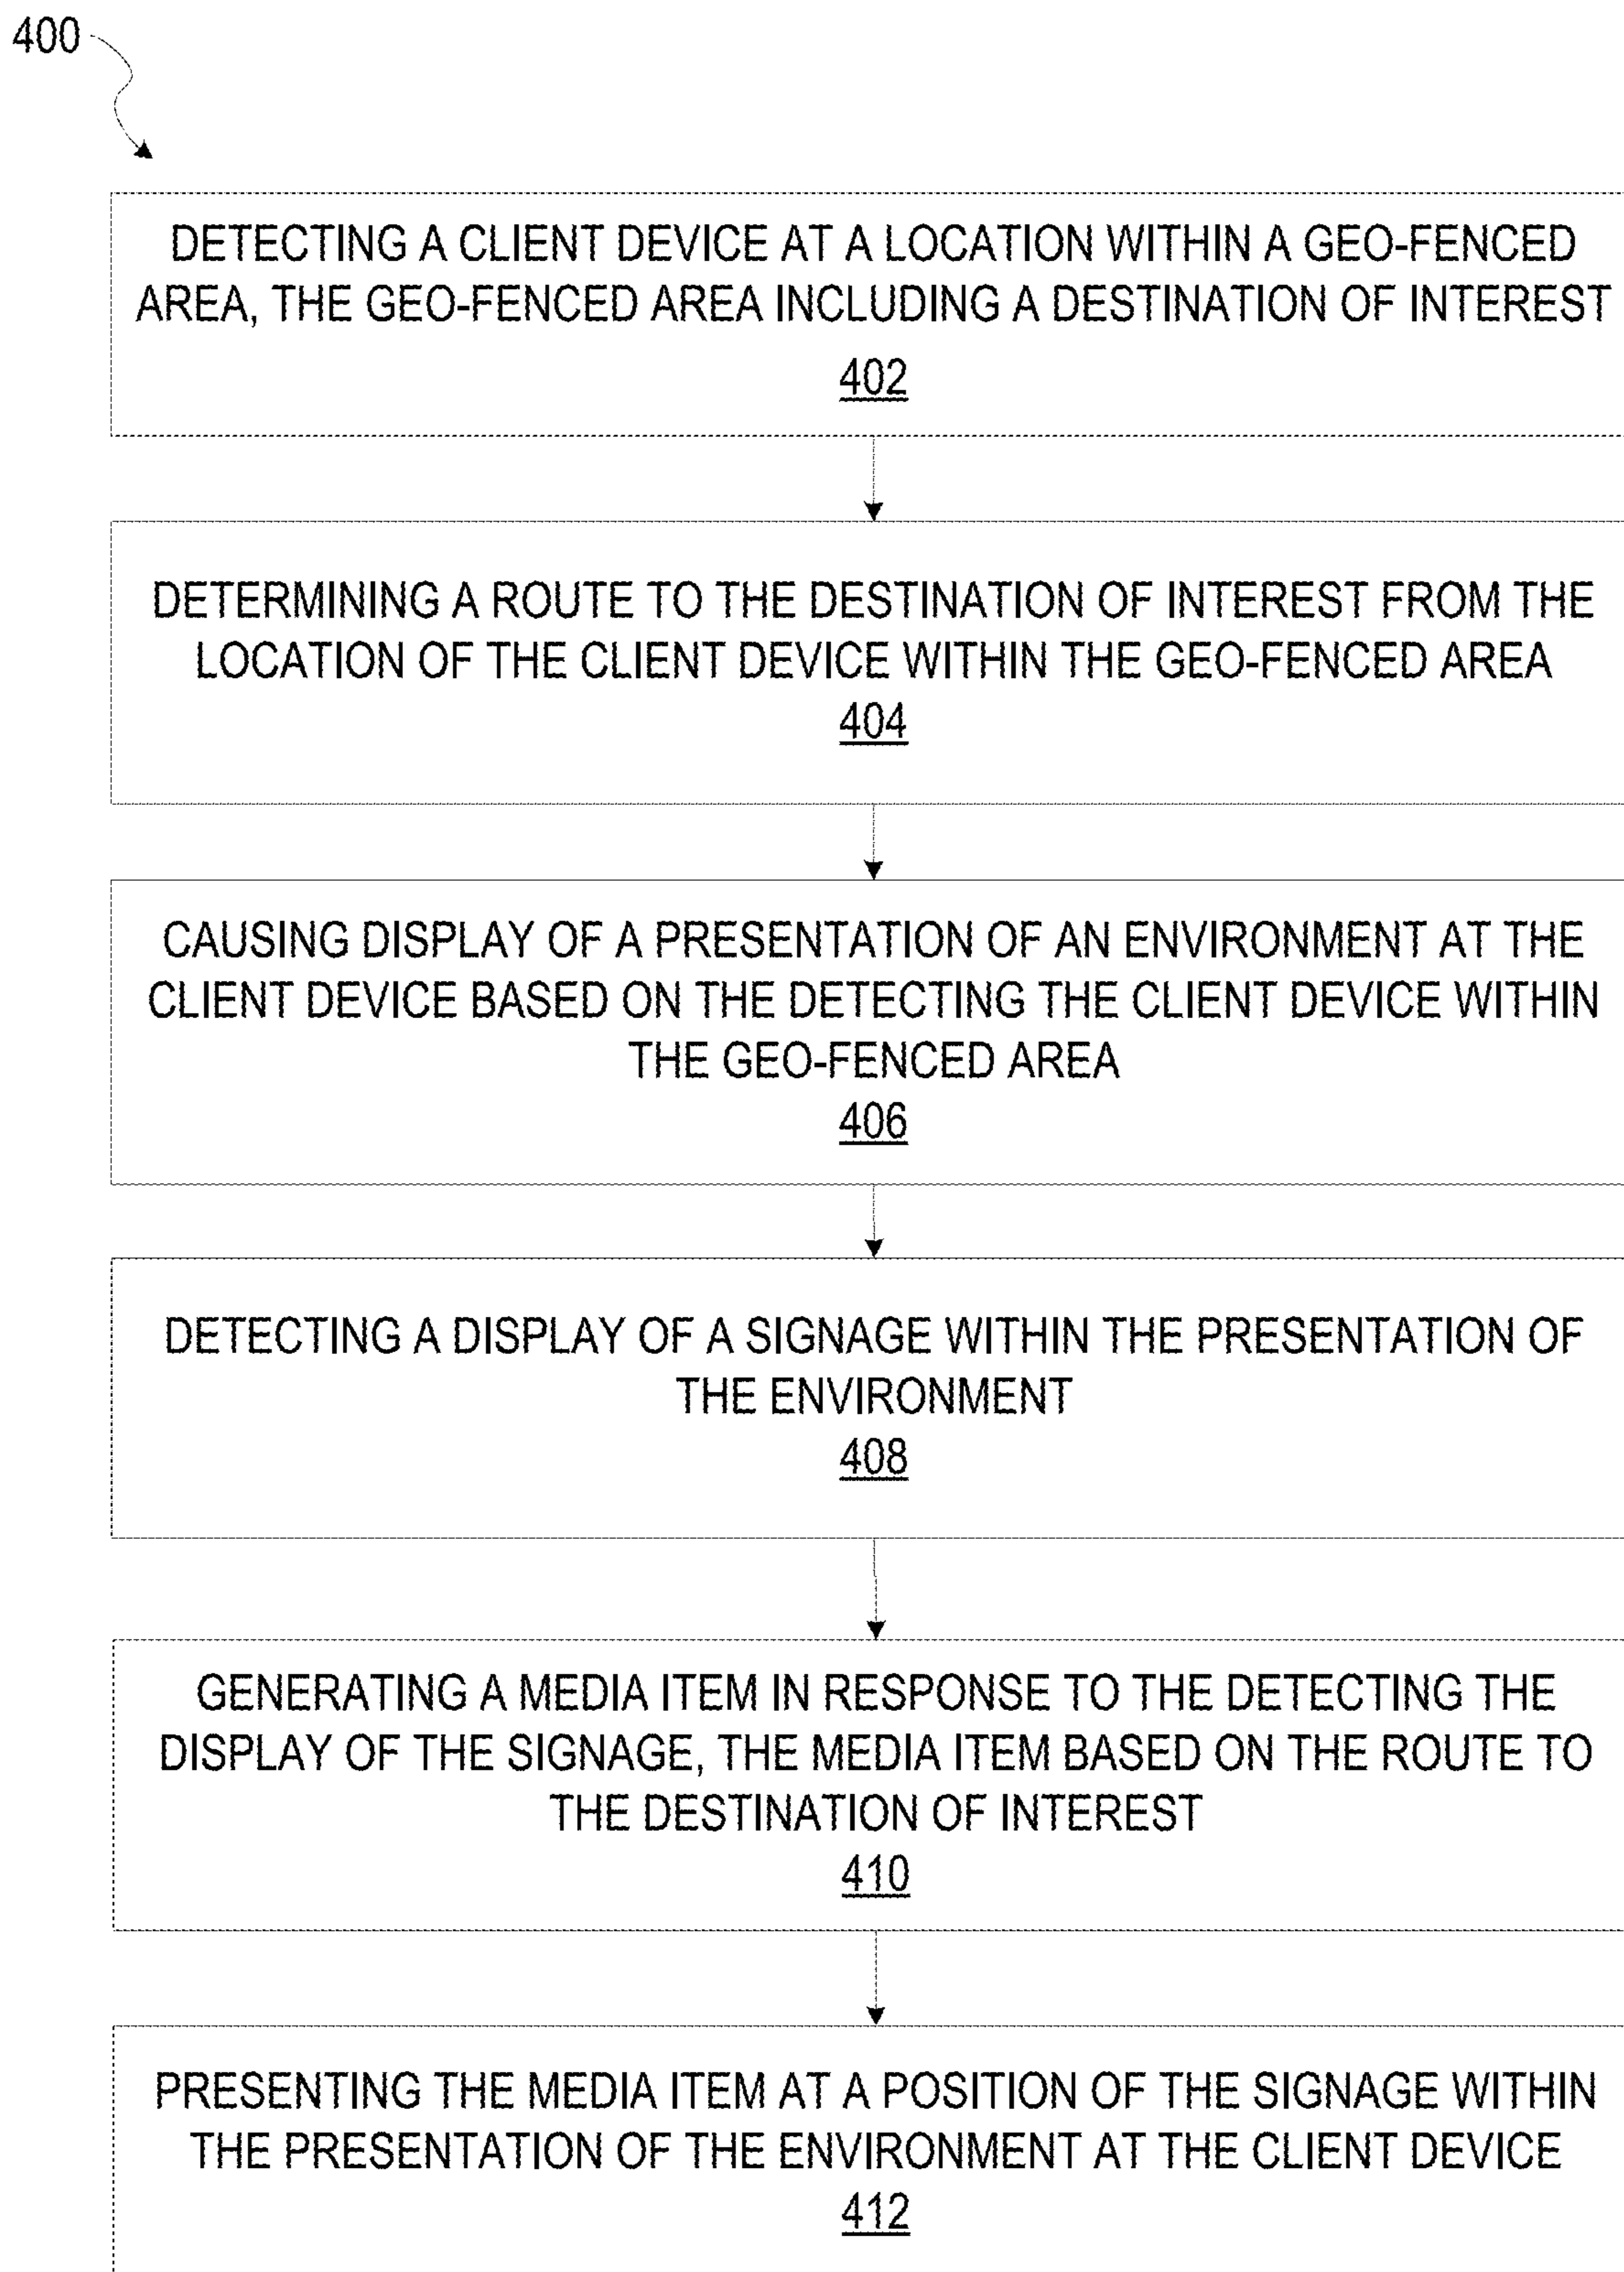 400
DETECTING A CLIENT DEVICE AT A LOCATION WITHIN A GEO-FENCED
AREA, THE GEO-FENCED AREA INCLUDING A DESTINATION OF INTEREST
402
DETERMINING A ROUTE TO THE DESTINATION OF INTEREST FROM THE
LOCATION OF THE CLIENT DEVICE WITHIN THE GEO-FENCED AREA
404
CAUSING DISPLAY OF A PRESENTATION OF AN ENVIRONMENT AT THE
CLIENT DEVICE BASED ON THE DETECTING THE CLIENT DEVICE WITHIN
THE GEO-FENCED AREA
406
DETECTING A DISPLAY OF A SIGNAGE WITHIN THE PRESENTATION OF
THE ENVIRONMENT
408
GENERATING A MEDIA ITEM IN RESPONSE TO THE DETECTING THE
DISPLAY OF THE SIGNAGE, THE MEDIA ITEM BASED ON THE ROUTE TO
THE DESTINATION OF INTEREST
410
PRESENTING THE MEDIA ITEM AT A POSITION OF THE SIGNAGE WITHIN
THE PRESENTATION OF THE ENVIRONMENT AT THE CLIENT DEVICE
412